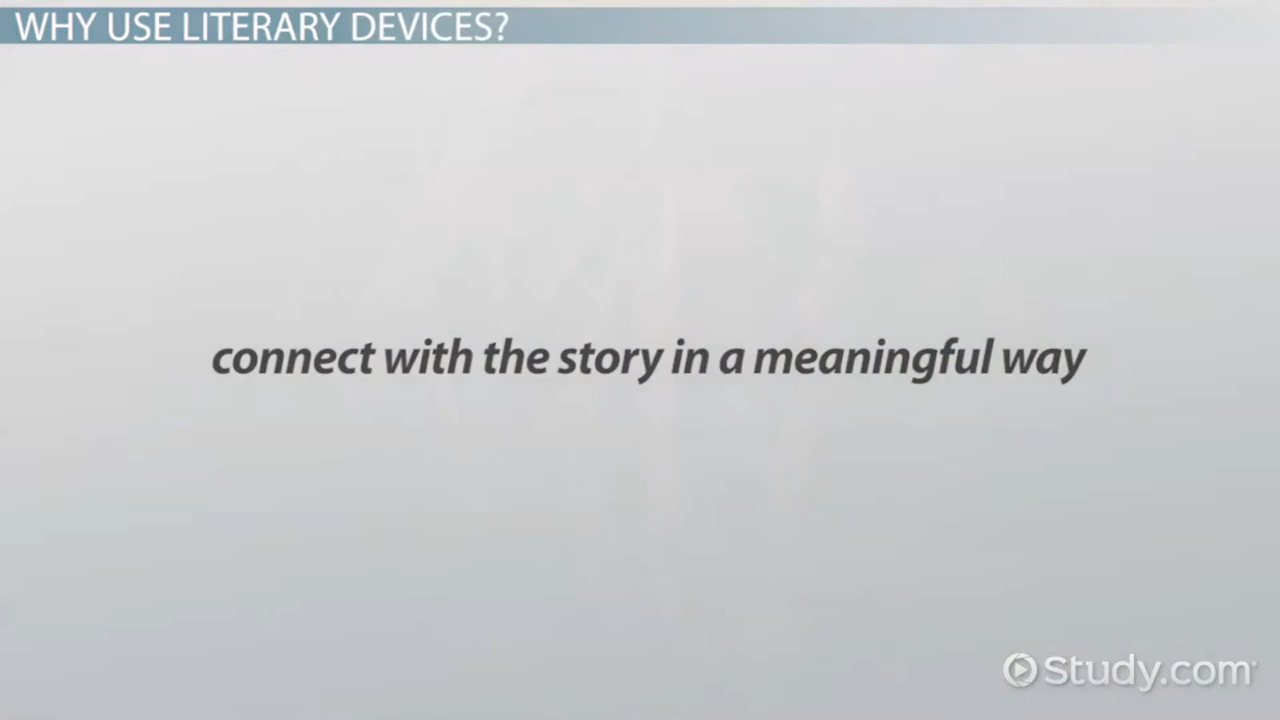 WHY USE LITERARY DEVICES?
connect with the story in a meaningful way
Study.com